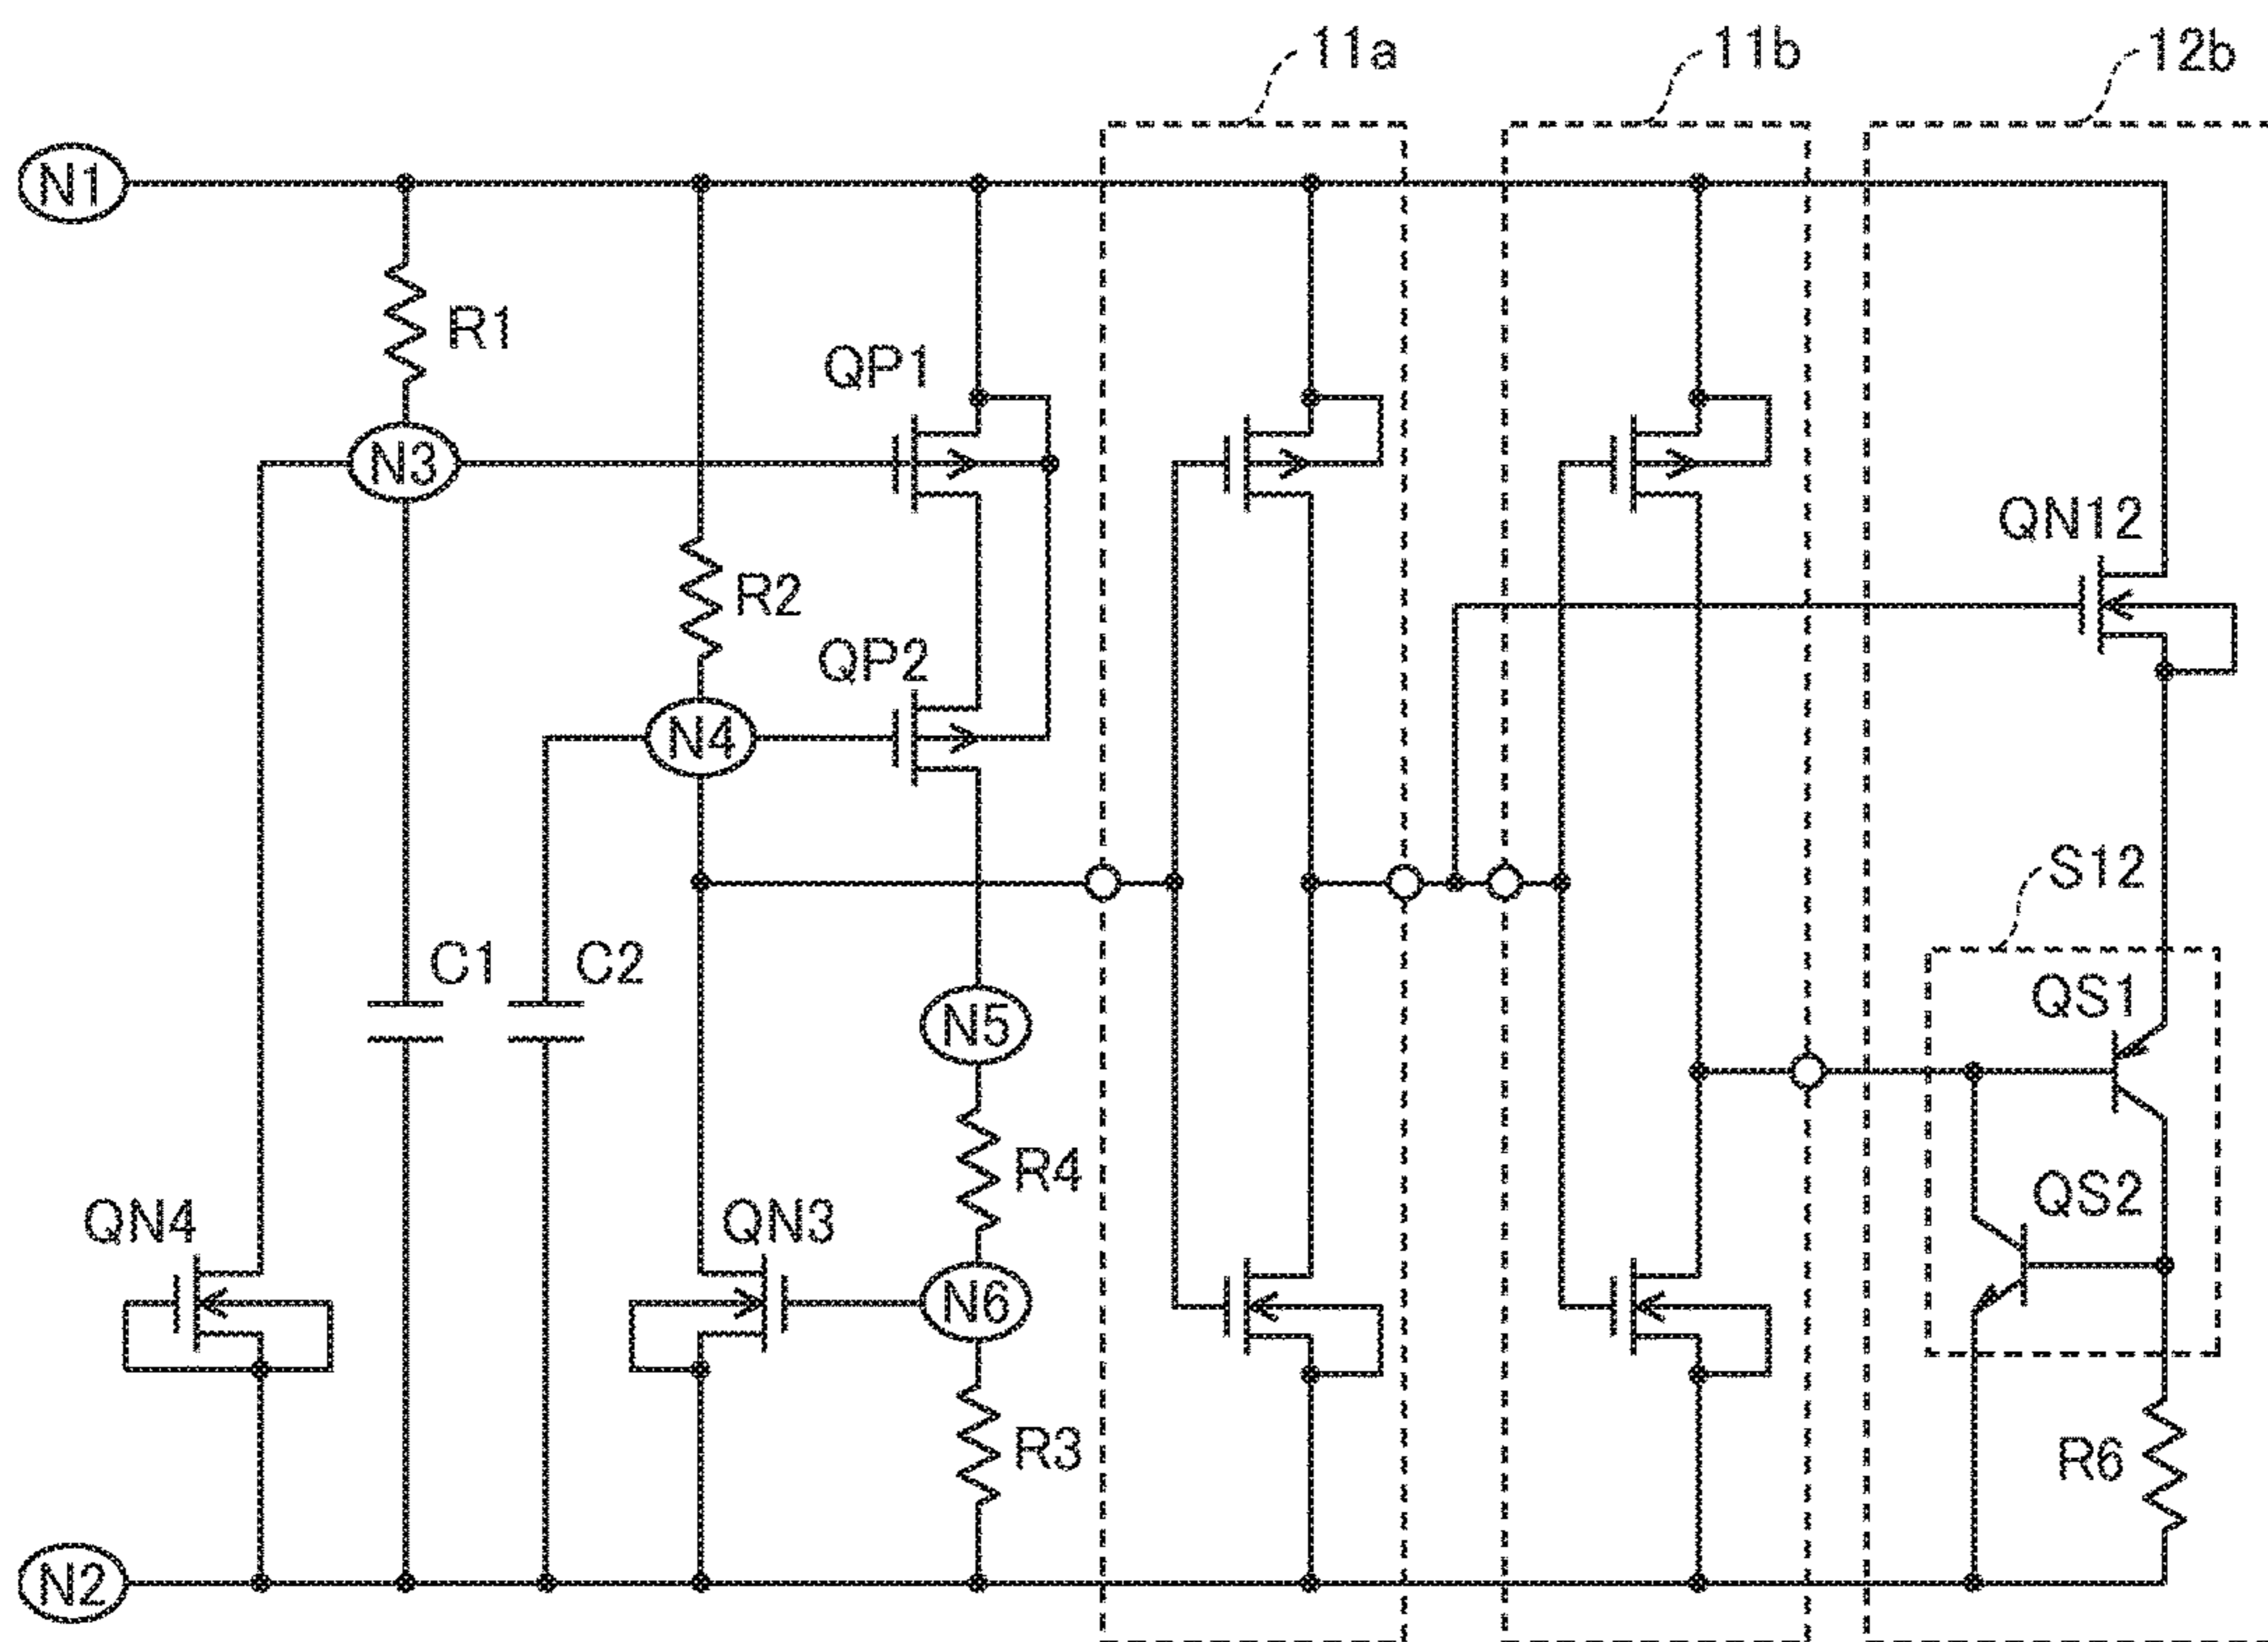 11a
11b
12b
N1
R1
QP1
N3
QN12
R2
QP2
N4
S12
C1
C2
QS1
N5
R4
QS2
QN4
QN3
N6
R3
R6
N2